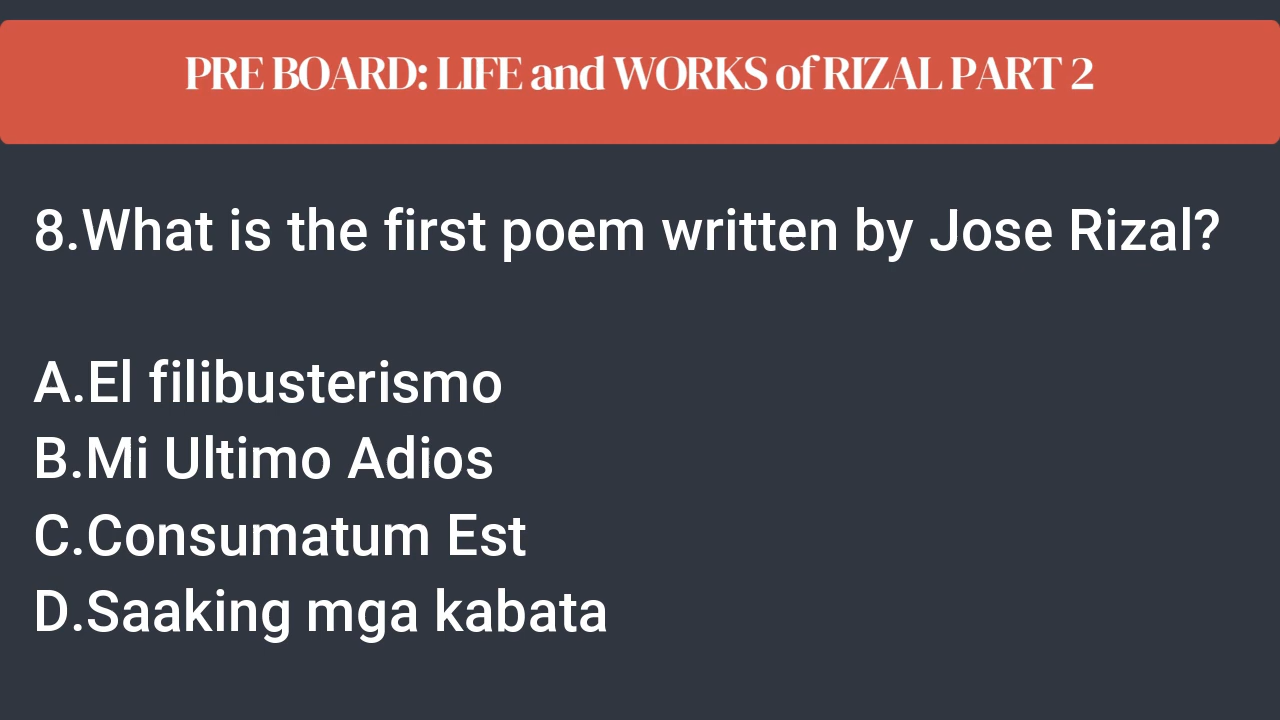 PRE BOARD: LIFE and WORKS of RIZAL PART 2
8.What is the first poem written by Jose Rizal?
A.El filibusterismo
B.Mi Ultimo Adios
C.Consumatum Est
D.Saaking mga kabata